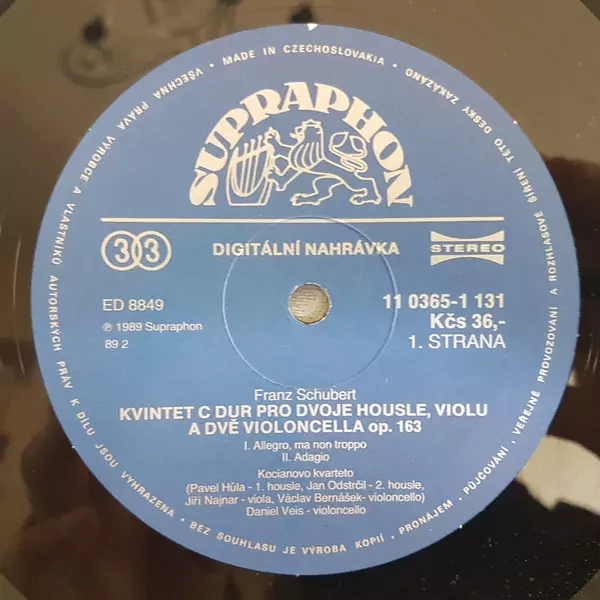 • MADE IN CZECHOSLOVAKIA •
VŠECHNA PRÁVA VÝROBCE A VLASTNÍKŮ AUTORSKÝCH PRÁV K DÍLU JSOU VYHRAZENA • BEZ SOUHLASU JE VÝROBA KOPIÍ, PRONÁJEM, PŮJČOVÁNÍ, VEŘEJNÉ PROVOZOVÁNÍ A ROZHLASOVÉ ŠÍŘENÍ TÉTO DESKY ZAKÁZÁNO
SUPRAPHON
33
DIGITÁLNÍ NAHRÁVKA
STEREO
ED 8849
℗ 1989 Supraphon
89 2
11 0365-1 131
Kčs 36,-
1. STRANA
Franz Schubert
KVINTET C DUR PRO DVOJE HOUSLE, VIOLU
A DVĚ VIOLONCELLA op. 163
I. Allegro, ma non troppo
II. Adagio
Kocianovo kvarteto
(Pavel Hůla - 1. housle, Jan Odstrčil - 2. housle,
Jiří Najnar - viola, Václav Bernášek- violoncello)
Daniel Veis - violoncello